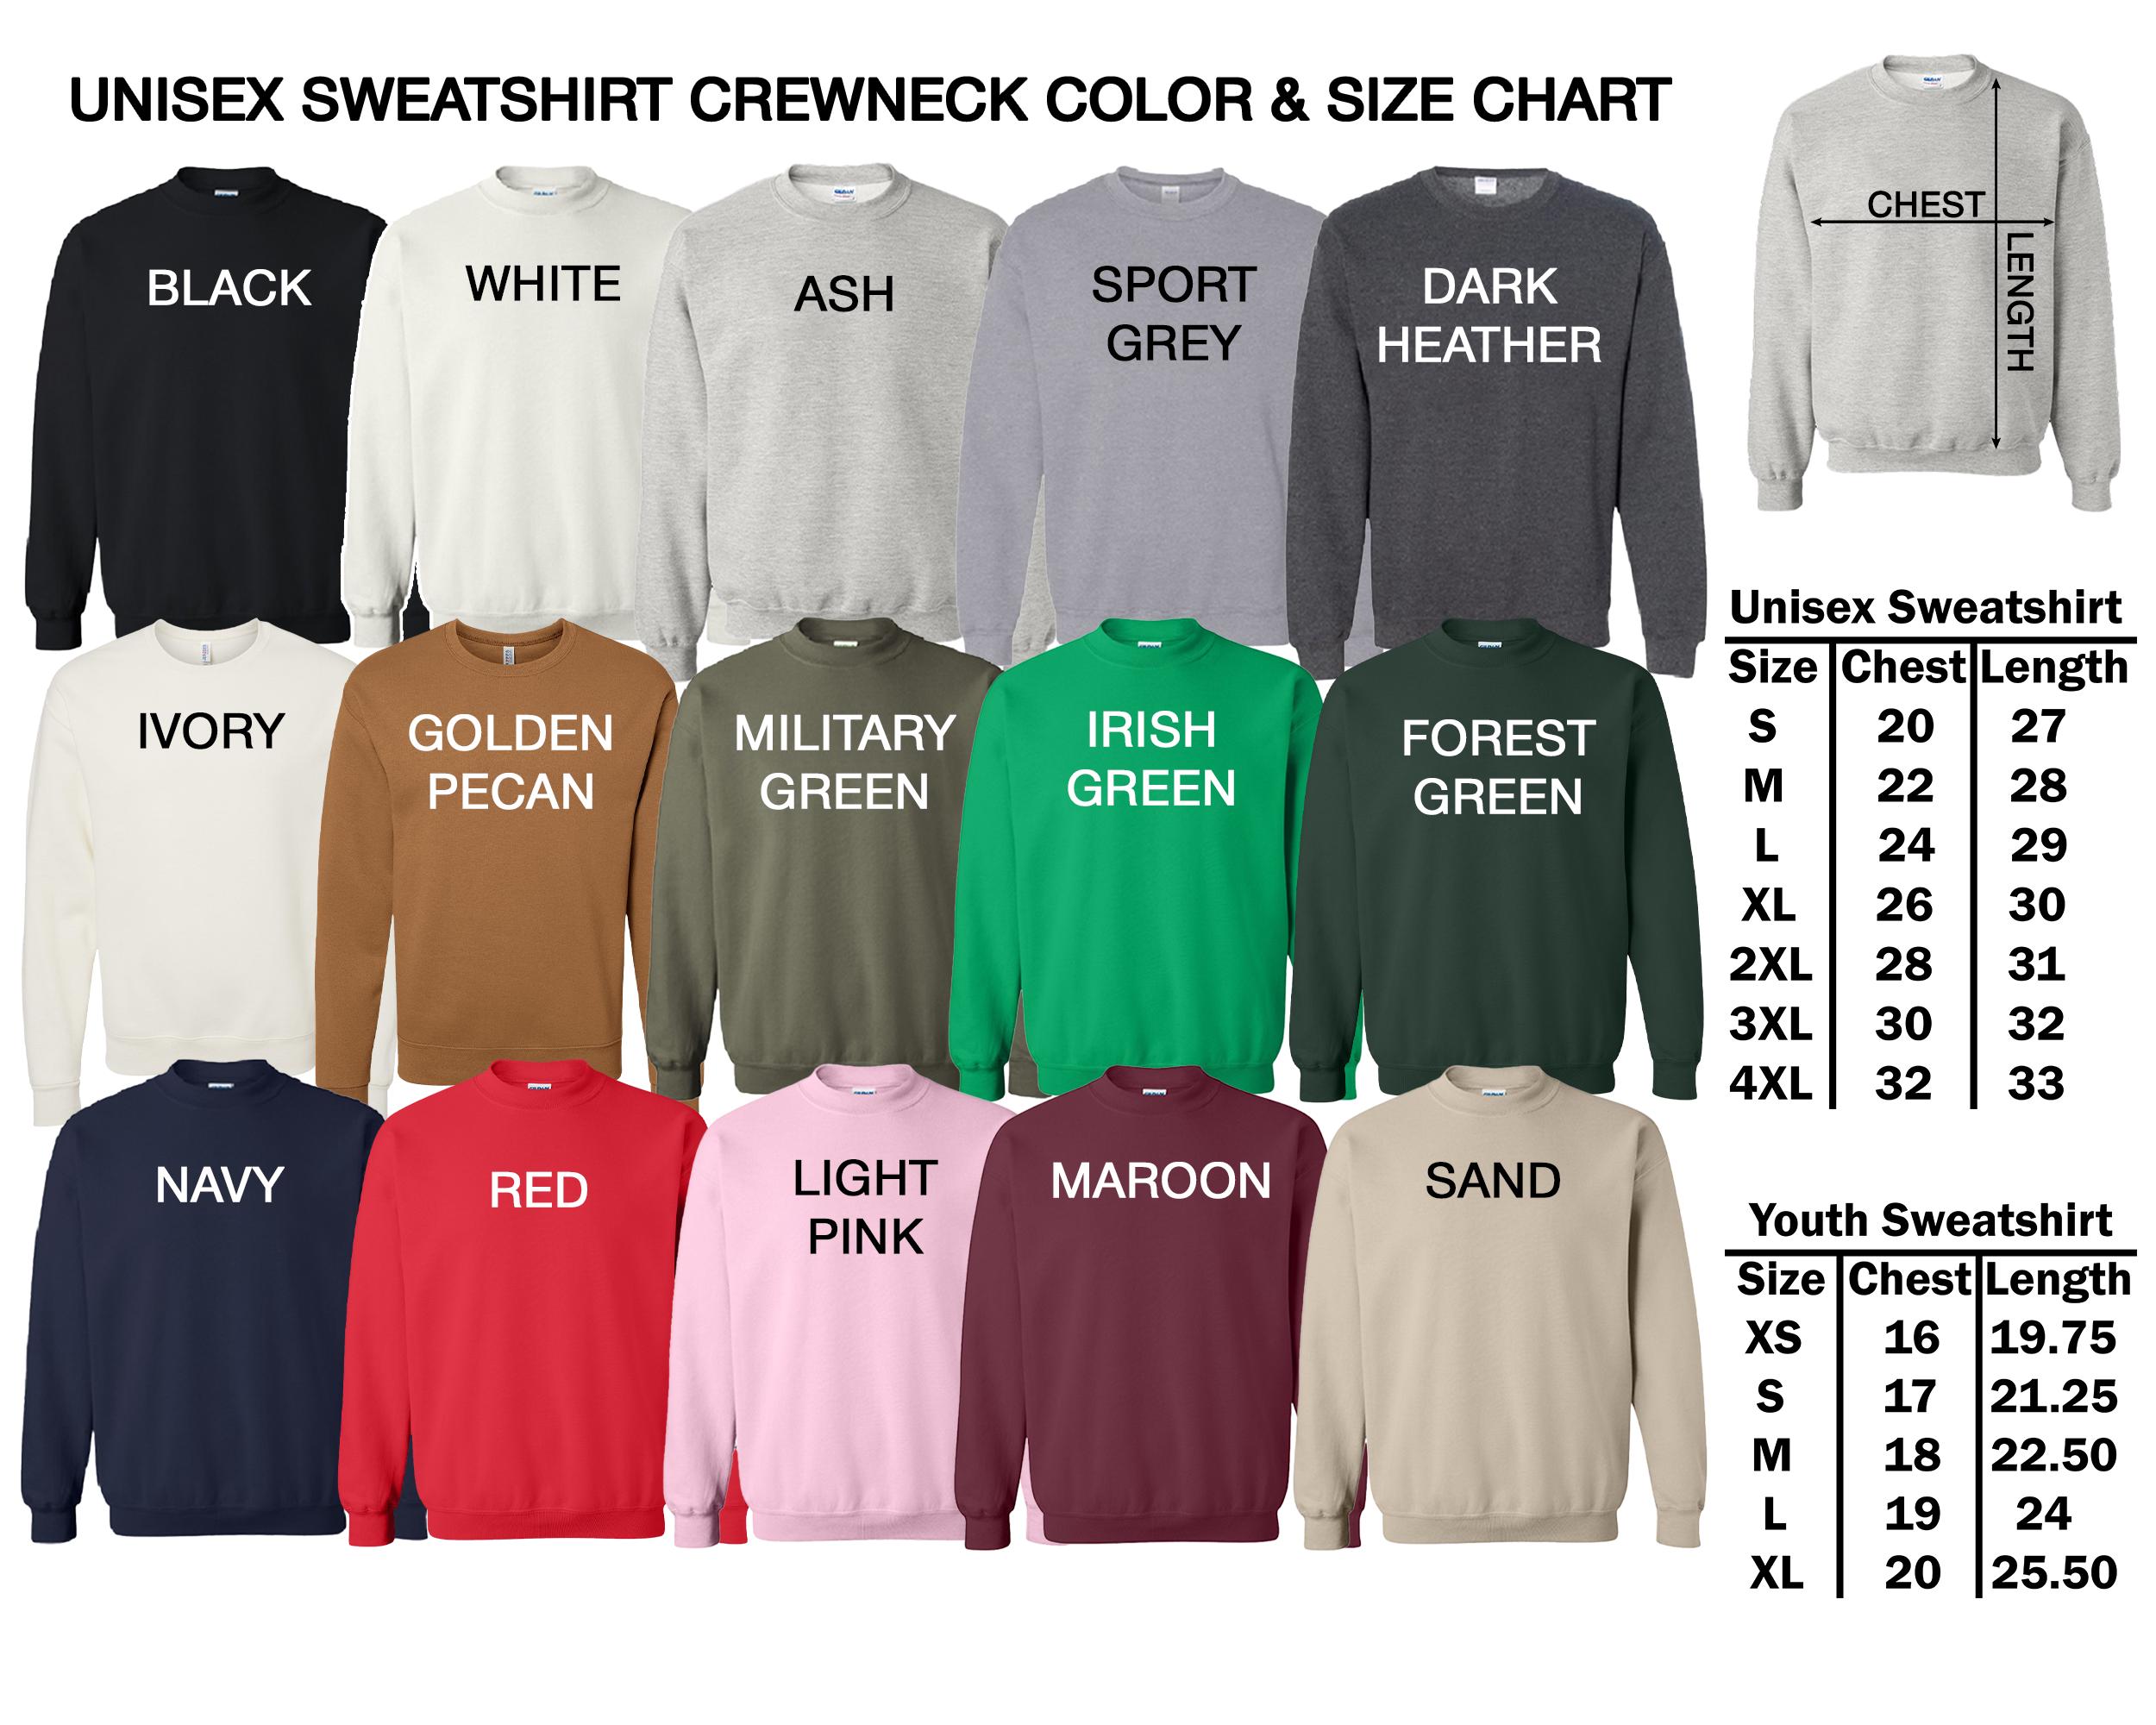 UNISEX SWEATSHIRT CREWNECK COLOR & SIZE CHART
BLACK
WHITE
ASH
SPORT
GREY
DARK
HEATHER
IVORY
GOLDEN
PECAN
MILITARY
GREEN
IRISH
GREEN
FOREST
GREEN
NAVY
RED
LIGHT
PINK
MAROON
SAND
CHEST
LENGTH
Unisex Sweatshirt
Size Chest Length
S 20 27
M 22 28
L 24 29
XL 26 30
2XL 28 31
3XL 30 32
4XL 32 33
Youth Sweatshirt
Size Chest Length
XS 16 19.75
S 17 21.25
M 18 22.50
L 19 24
XL 20 25.50